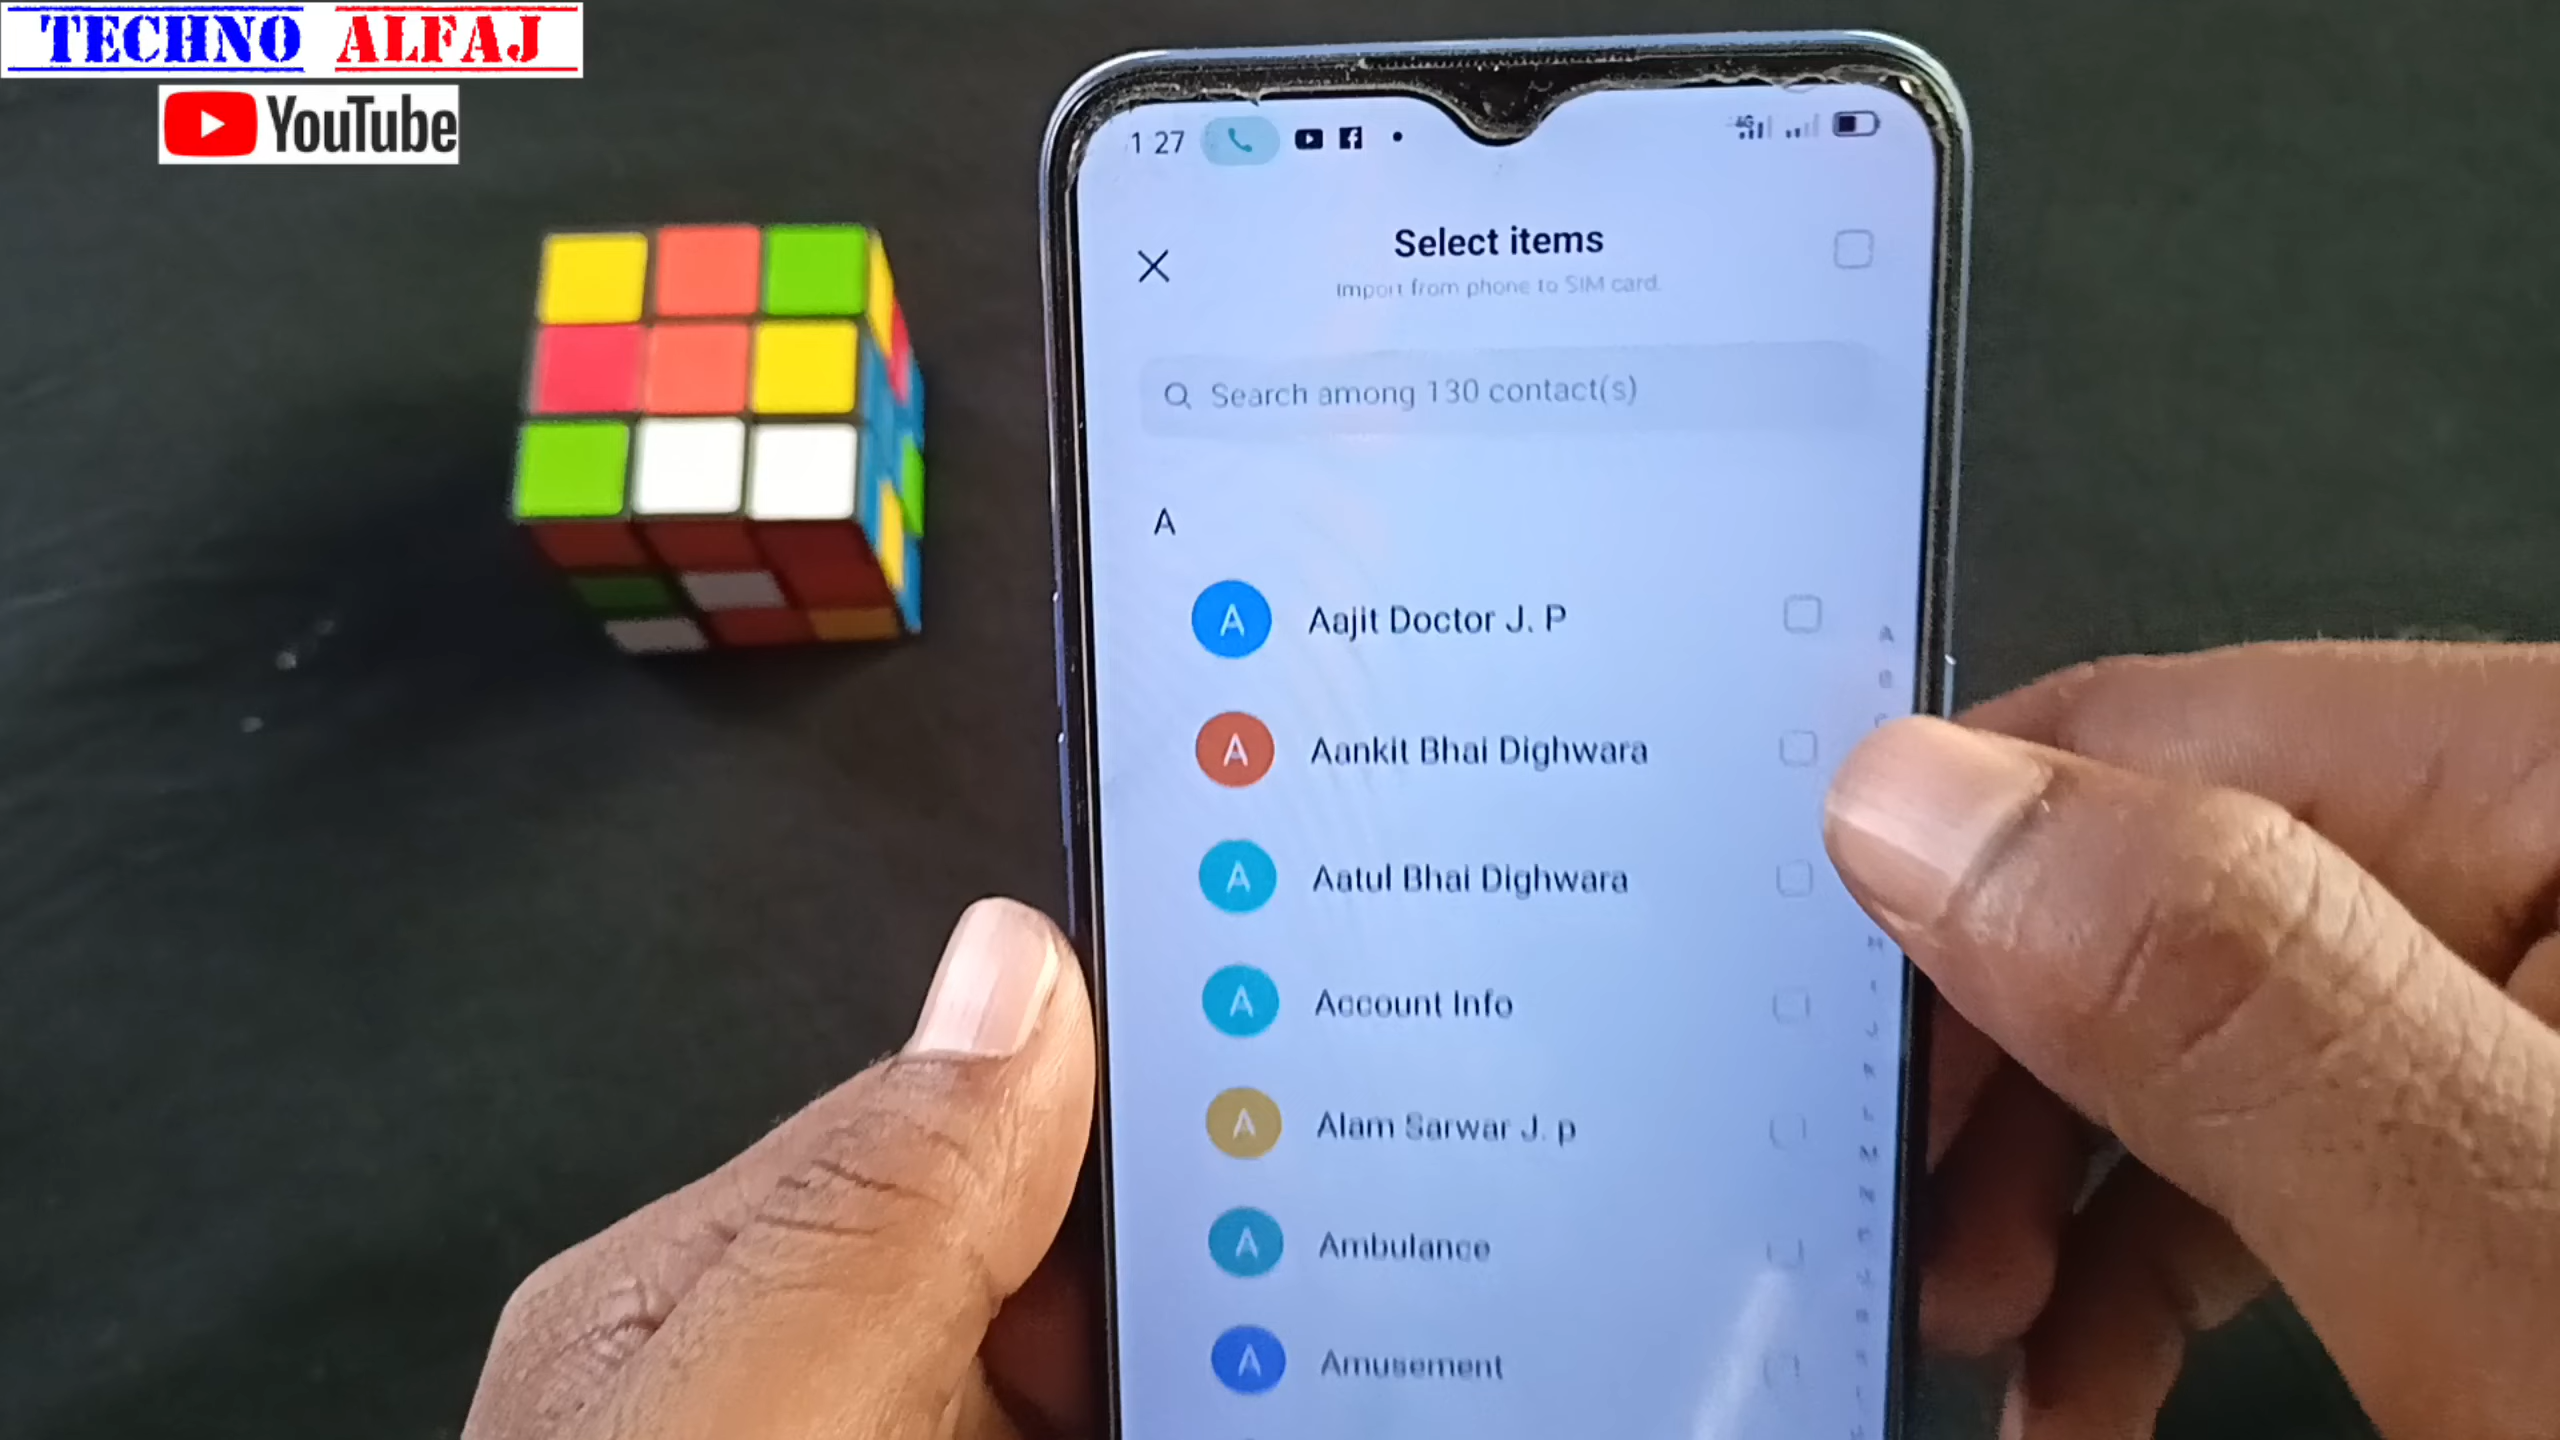 TECHNO ALFAJ
YouTube
1 27
4G
Select items
Import from phone to SIM card.
Search among 130 contact(s)
A
A Aajit Doctor J. P
A Aankit Bhai Dighwara
A Aatul Bhai Dighwara
A Account Info
A Alam Sarwar J. p
A Ambulance
A Amusement
A
B
J
K
L
M
N
P